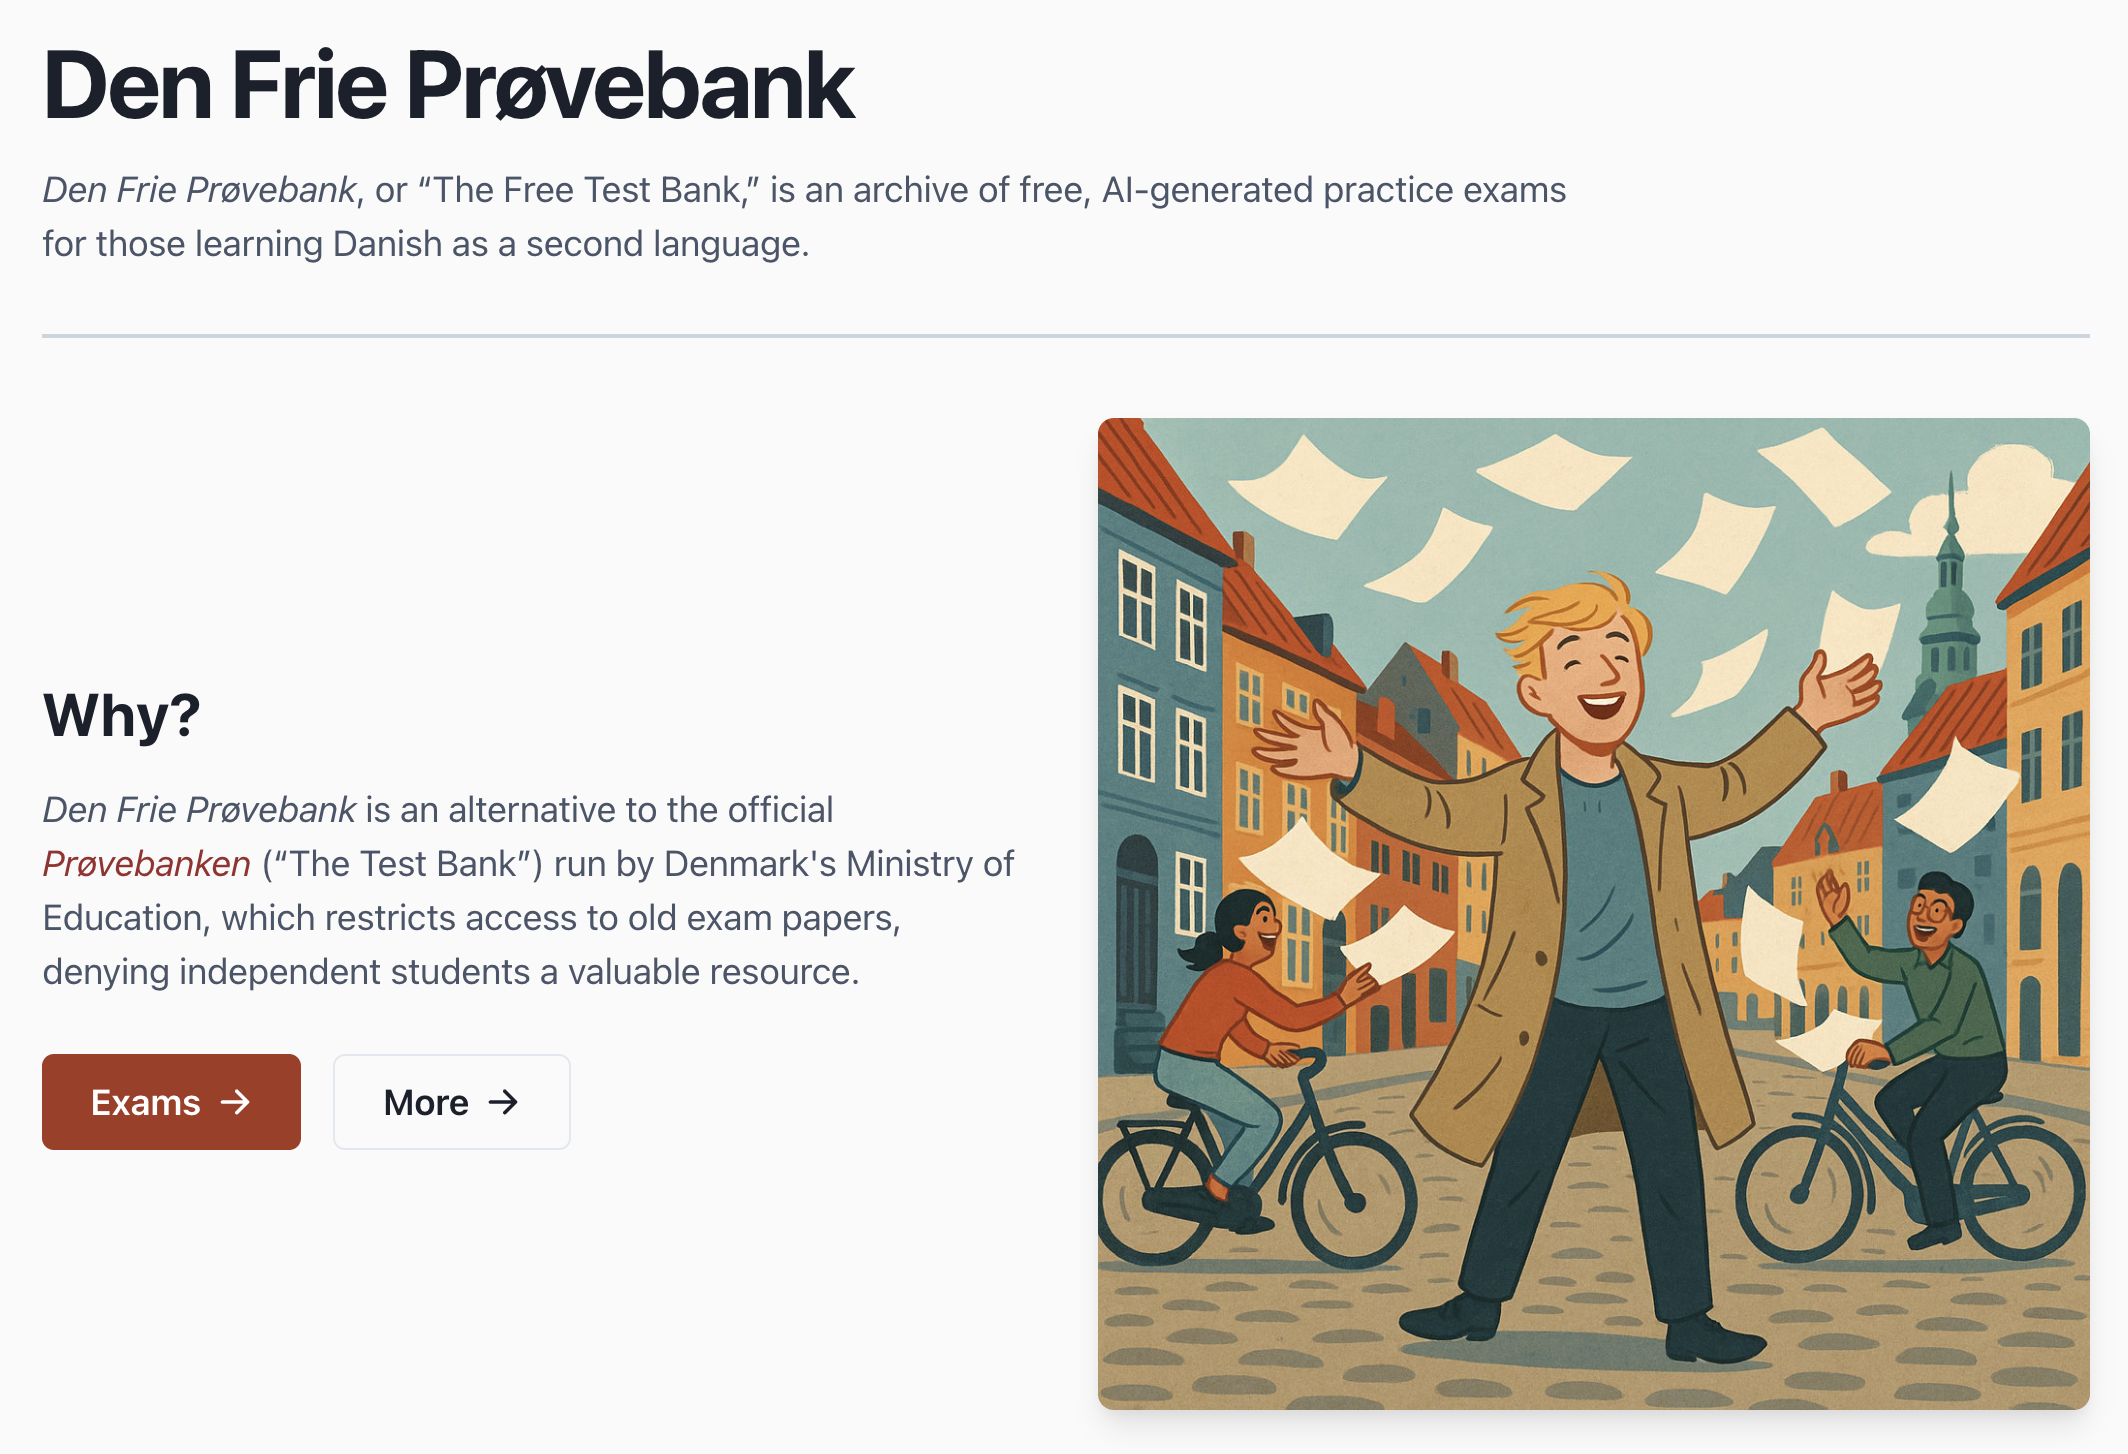 Den Frie Prøvebank
Den Frie Prøvebank, or “The Free Test Bank,” is an archive of free, AI-generated practice exams
for those learning Danish as a second language.
Why?
Den Frie Prøvebank is an alternative to the official
Prøvebanken (“The Test Bank”) run by Denmark's Ministry of
Education, which restricts access to old exam papers,
denying independent students a valuable resource.
Exams →
More →